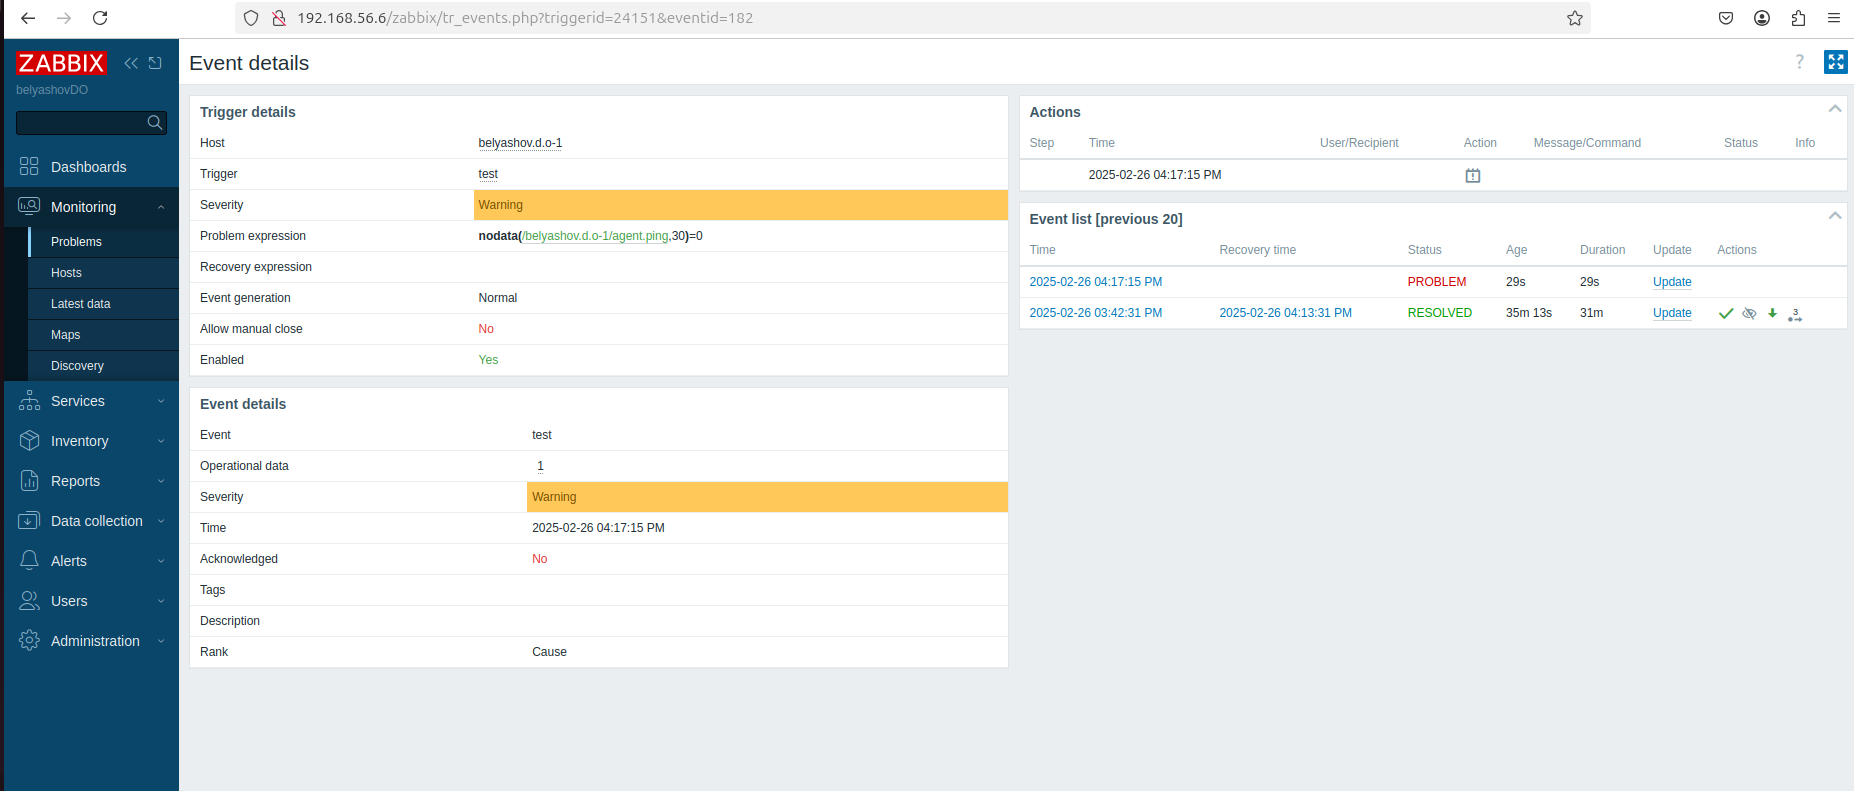 192.168.56.6/zabbix/tr_events.php?triggerid=24151&eventid=182
ZABBIX
belyashovDO
Dashboards
Monitoring
Problems
Hosts
Latest data
Maps
Discovery
Services
Inventory
Reports
Data collection
Alerts
Users
Administration
Event details
?
Trigger details
Host belyashov.d.o-1
Trigger test
Severity Warning
Problem expression nodata(/belyashov.d.o-1/agent.ping,30)=0
Recovery expression
Event generation Normal
Allow manual close No
Enabled Yes
Event details
Event test
Operational data 1
Severity Warning
Time 2025-02-26 04:17:15 PM
Acknowledged No
Tags
Description
Rank Cause
Actions
Step Time User/Recipient Action Message/Command Status Info
2025-02-26 04:17:15 PM
Event list [previous 20]
Time Recovery time Status Age Duration Update Actions
2025-02-26 04:17:15 PM PROBLEM 29s 29s Update
2025-02-26 03:42:31 PM 2025-02-26 04:13:31 PM RESOLVED 35m 13s 31m Update 3